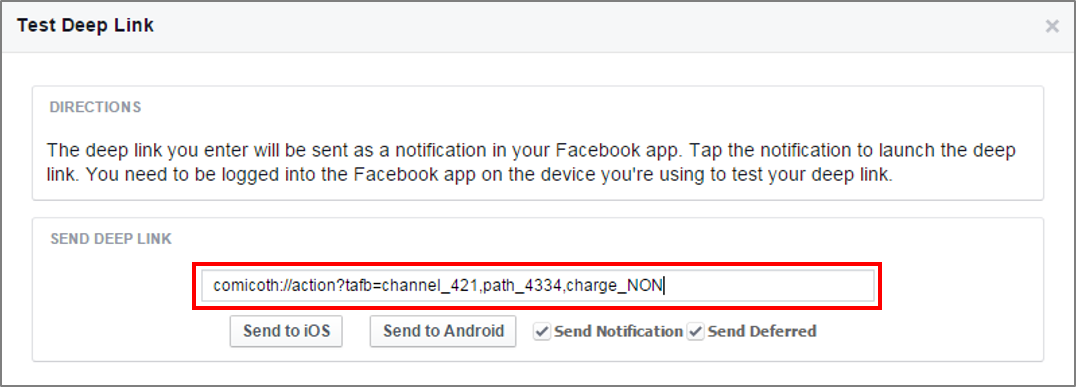 Test Deep Link
DIRECTIONS
The deep link you enter will be sent as a notification in your Facebook app. Tap the notification to launch the deep
link. You need to be logged into the Facebook app on the device you're using to test your deep link.
SEND DEEP LINK
comicoth://action?tafb=channel_421,path_4334,charge_NON
Send to iOS Send to Android Send Notification Send Deferred